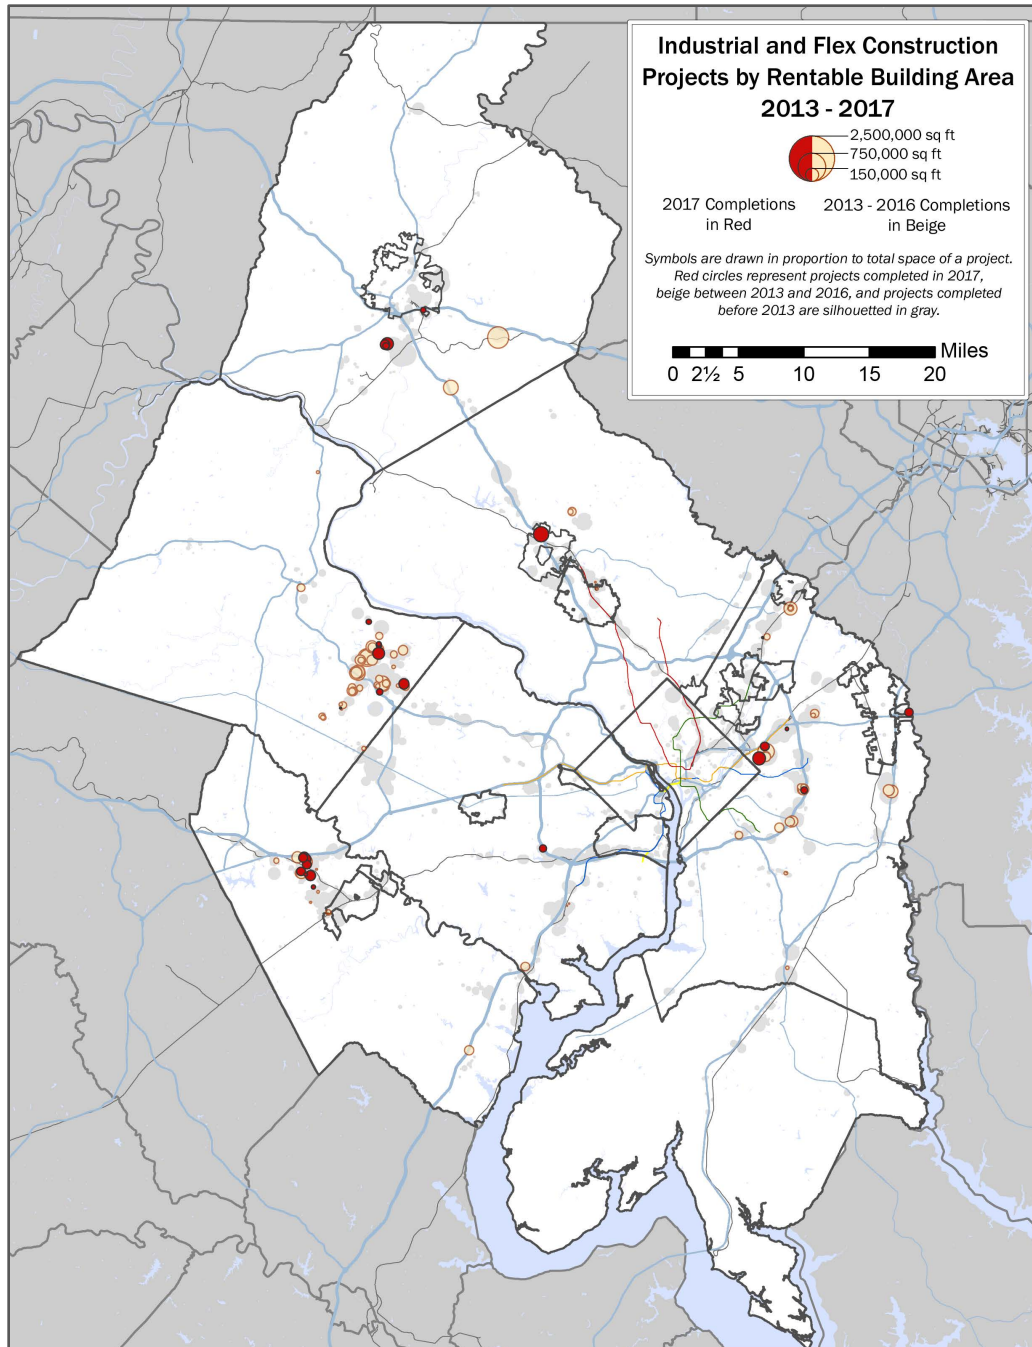 Industrial and Flex Construction
Projects by Rentable Building Area
2013 - 2017
2,500,000 sq ft
750,000 sq ft
150,000 sq ft
2017 Completions
in Red
2013 - 2016 Completions
in Beige
Symbols are drawn in proportion to total space of a project.
Red circles represent projects completed in 2017,
beige between 2013 and 2016, and projects completed
before 2013 are silhouetted in gray.
Miles
0 2½ 5 10 15 20